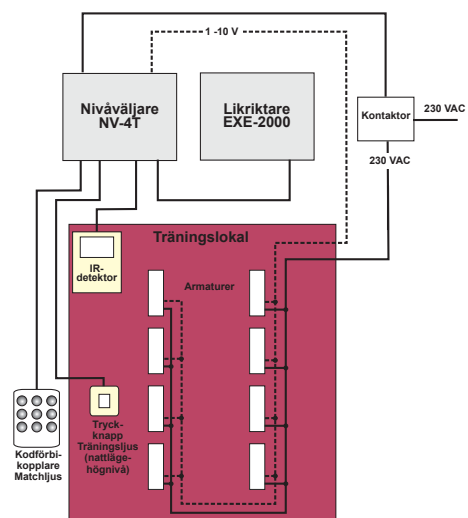 1 -10 V
Nivåväljare
NV-4T
Likriktare
EXE-2000
Kontaktor
230 VAC
230 VAC
Träningslokal
IR-
detektor
Armaturer
Kodförbi-
kopplare
Matchljus
Tryck-
knapp
Träningsljus
(nattläge-
högnivå)